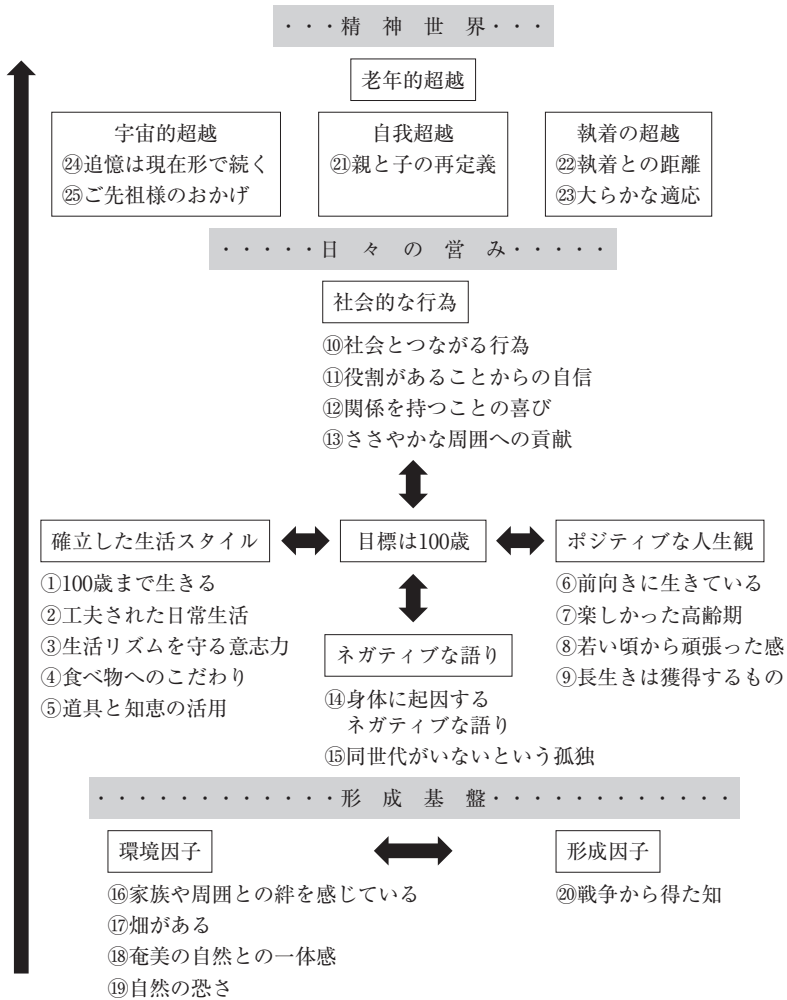 ・・・精 神 世 界・・・
老年的超越
宇宙的超越
㉔追憶は現在形で続く
㉕ご先祖様のおかげ
自我超越
㉑親と子の再定義
執着の超越
㉒執着との距離
㉓大らかな適応
・・・・・日 々 の 営 み・・・・・
社会的な行為
⑩社会とつながる行為
⑪役割があることからの自信
⑫関係を持つことの喜び
⑬ささやかな周囲への貢献
確立した生活スタイル
①100歳まで生きる
②工夫された日常生活
③生活リズムを守る意志力
④食べ物へのこだわり
⑤道具と知恵の活用
目標は100歳
ポジティブな人生観
⑥前向きに生きている
⑦楽しかった高齢期
⑧若い頃から頑張った感
⑨長生きは獲得するもの
ネガティブな語り
⑭身体に起因する
ネガティブな語り
⑮同世代がいないという孤独
・・・・・・・・・・・・形 成 基 盤・・・・・・・・・・・・
環境因子
⑯家族や周囲との絆を感じている
⑰畑がある
⑱奄美の自然との一体感
⑲自然の恐さ
形成因子
⑳戦争から得た知